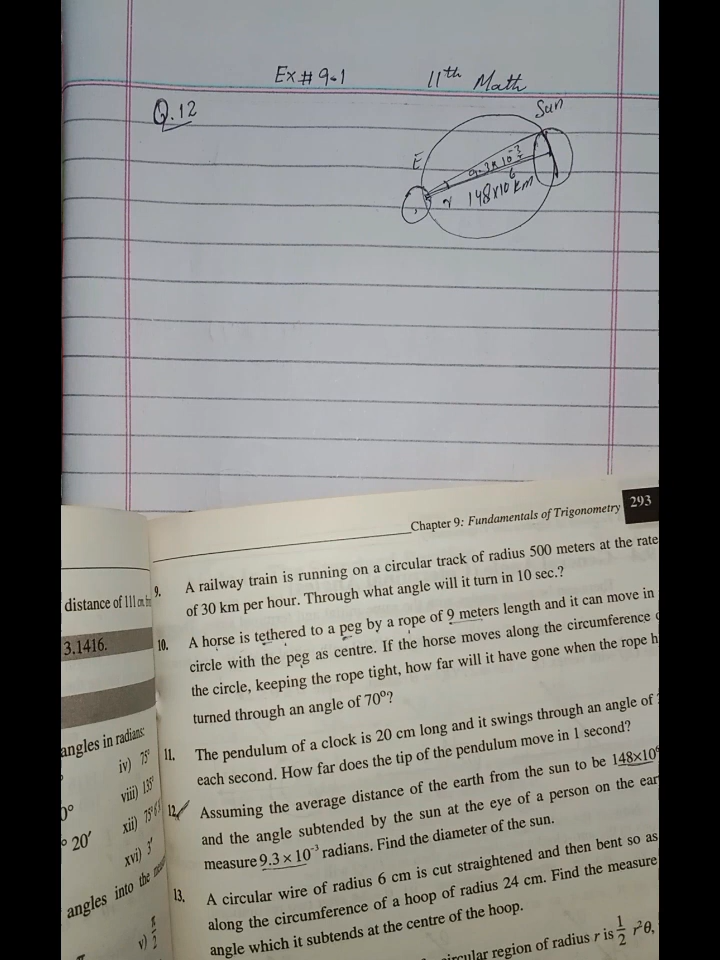 Ex # 9.1 11th Math
Q.12
Sun
E
9.3×10⁻³
r 148×10⁶ km
Chapter 9: Fundamentals of Trigonometry 293
distance of 111 cm
3.1416.
angles in radians:
iv) 75°
viii) 135°
0°
° 20′
xii) 75°
xvi) 3′
angles into the
v) π/2
9. A railway train is running on a circular track of radius 500 meters at the rate
of 30 km per hour. Through what angle will it turn in 10 sec.?
10. A horse is tethered to a peg by a rope of 9 meters length and it can move in
circle with the peg as centre. If the horse moves along the circumference
the circle, keeping the rope tight, how far will it have gone when the rope h
turned through an angle of 70°?
11. The pendulum of a clock is 20 cm long and it swings through an angle of
each second. How far does the tip of the pendulum move in 1 second?
12. Assuming the average distance of the earth from the sun to be 148×10⁶
and the angle subtended by the sun at the eye of a person on the ear
measure 9.3 × 10⁻³ radians. Find the diameter of the sun.
13. A circular wire of radius 6 cm is cut straightened and then bent so as
along the circumference of a hoop of radius 24 cm. Find the measure
angle which it subtends at the centre of the hoop.
circular region of radius r is 1/2 r²θ,